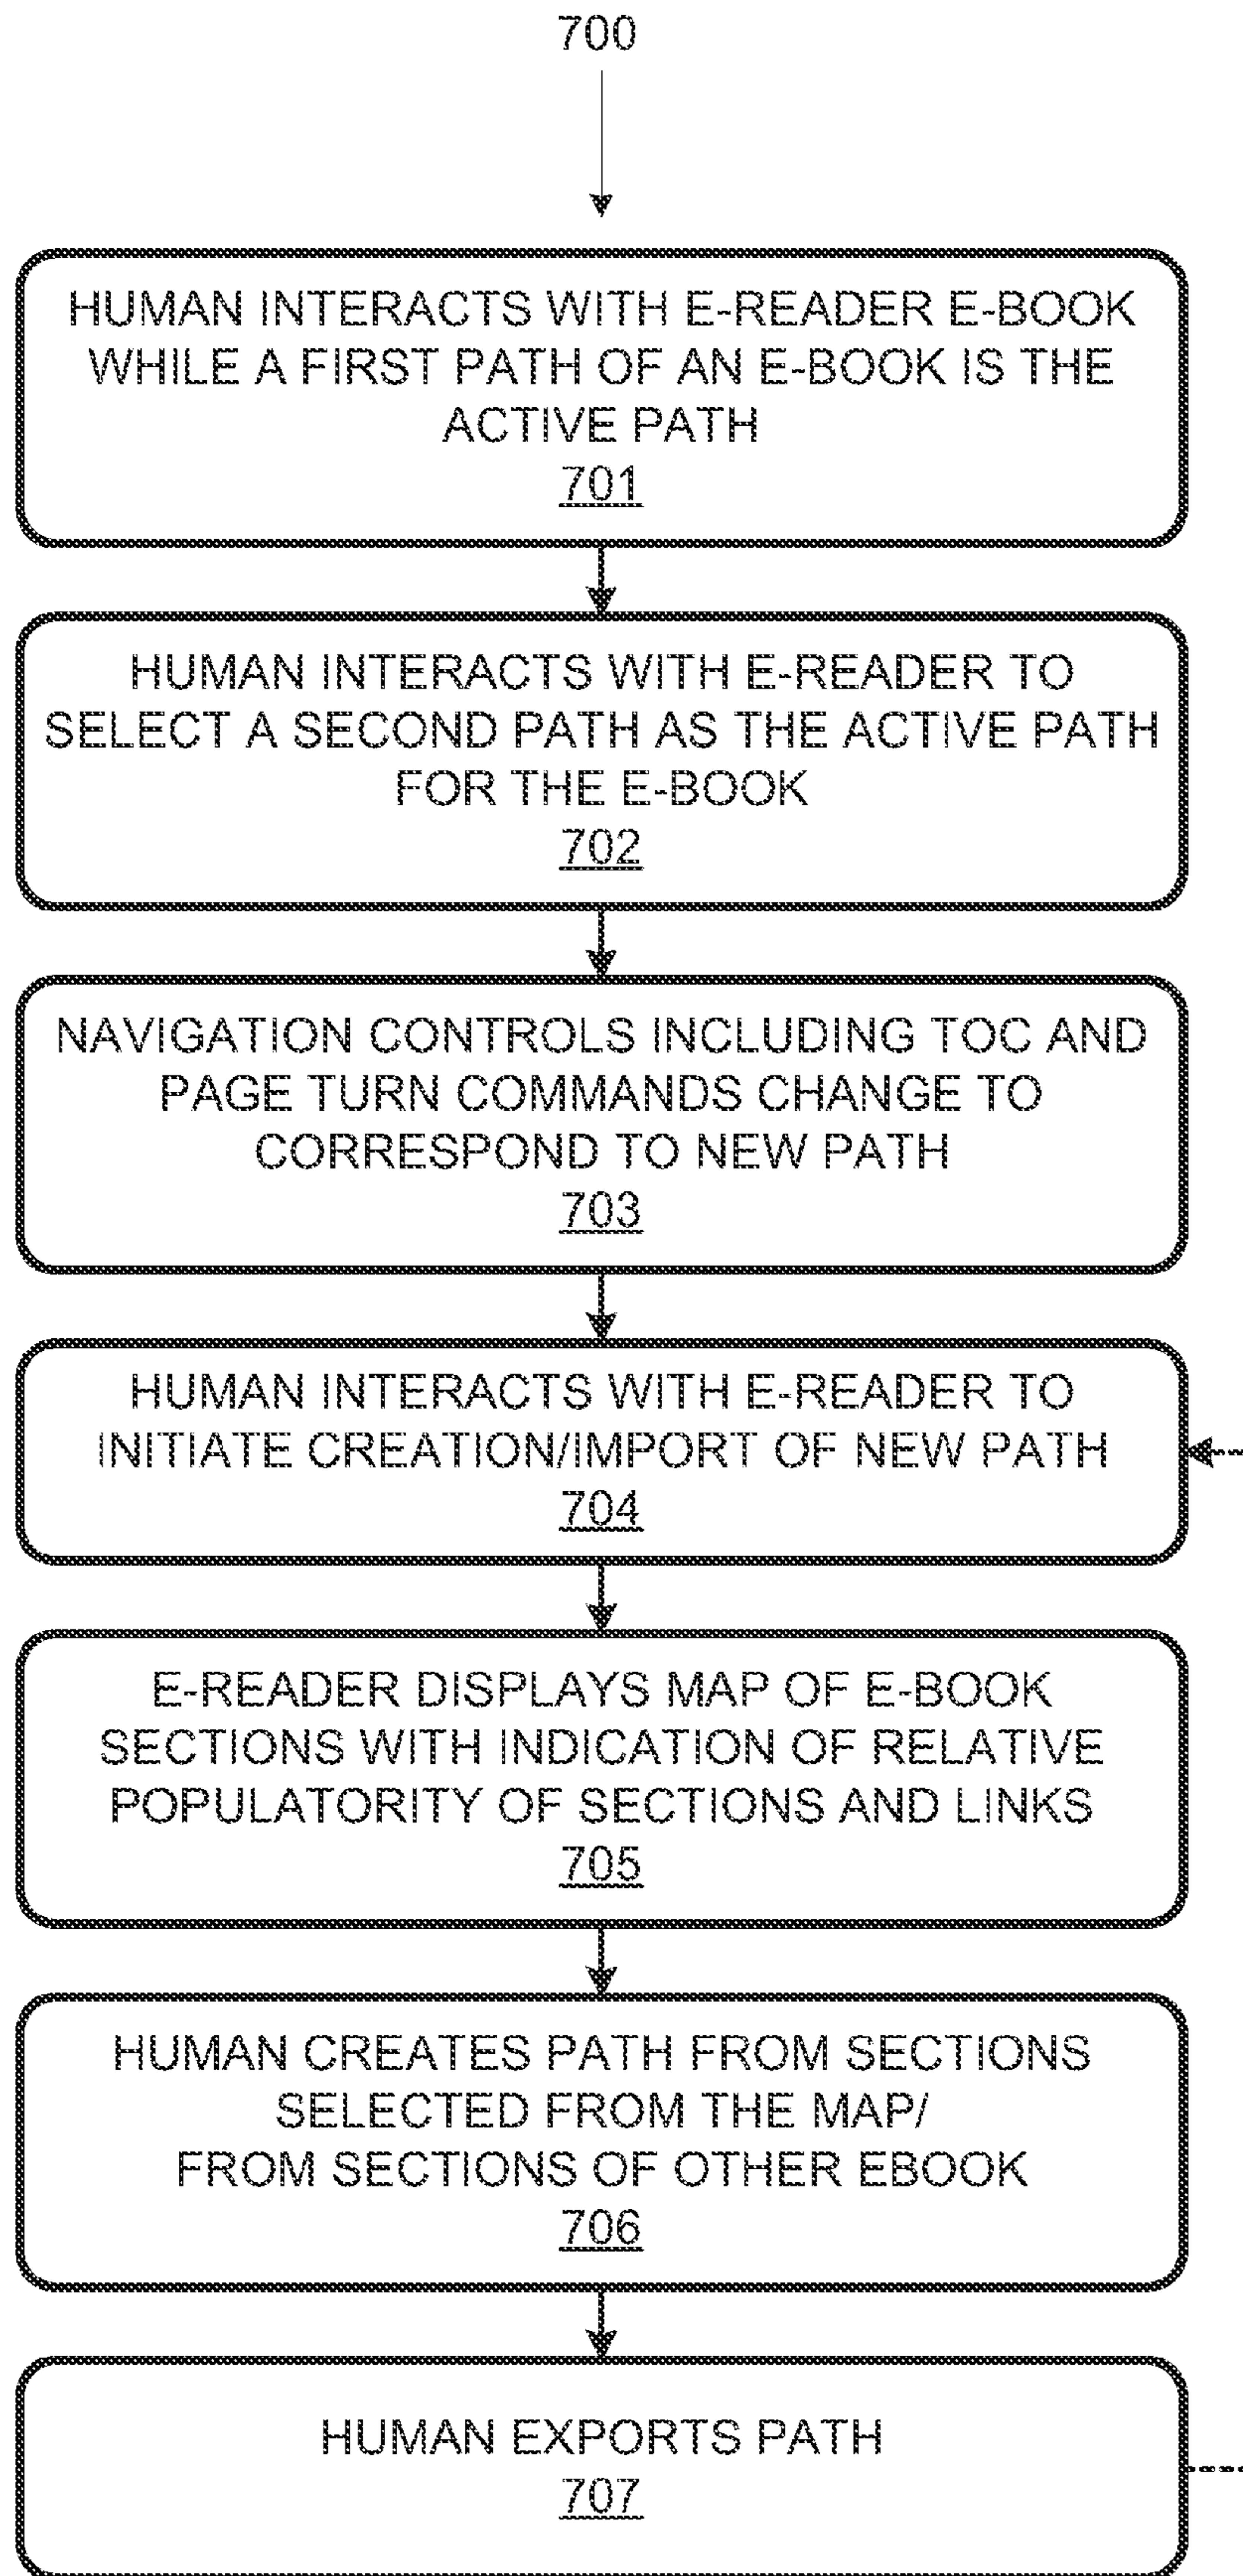 700
HUMAN INTERACTS WITH E-READER E-BOOK
WHILE A FIRST PATH OF AN E-BOOK IS THE
ACTIVE PATH
701
HUMAN INTERACTS WITH E-READER TO
SELECT A SECOND PATH AS THE ACTIVE PATH
FOR THE E-BOOK
702
NAVIGATION CONTROLS INCLUDING TOC AND
PAGE TURN COMMANDS CHANGE TO
CORRESPOND TO NEW PATH
703
HUMAN INTERACTS WITH E-READER TO
INITIATE CREATION/IMPORT OF NEW PATH
704
E-READER DISPLAYS MAP OF E-BOOK
SECTIONS WITH INDICATION OF RELATIVE
POPULATORITY OF SECTIONS AND LINKS
705
HUMAN CREATES PATH FROM SECTIONS
SELECTED FROM THE MAP/
FROM SECTIONS OF OTHER EBOOK
706
HUMAN EXPORTS PATH
707